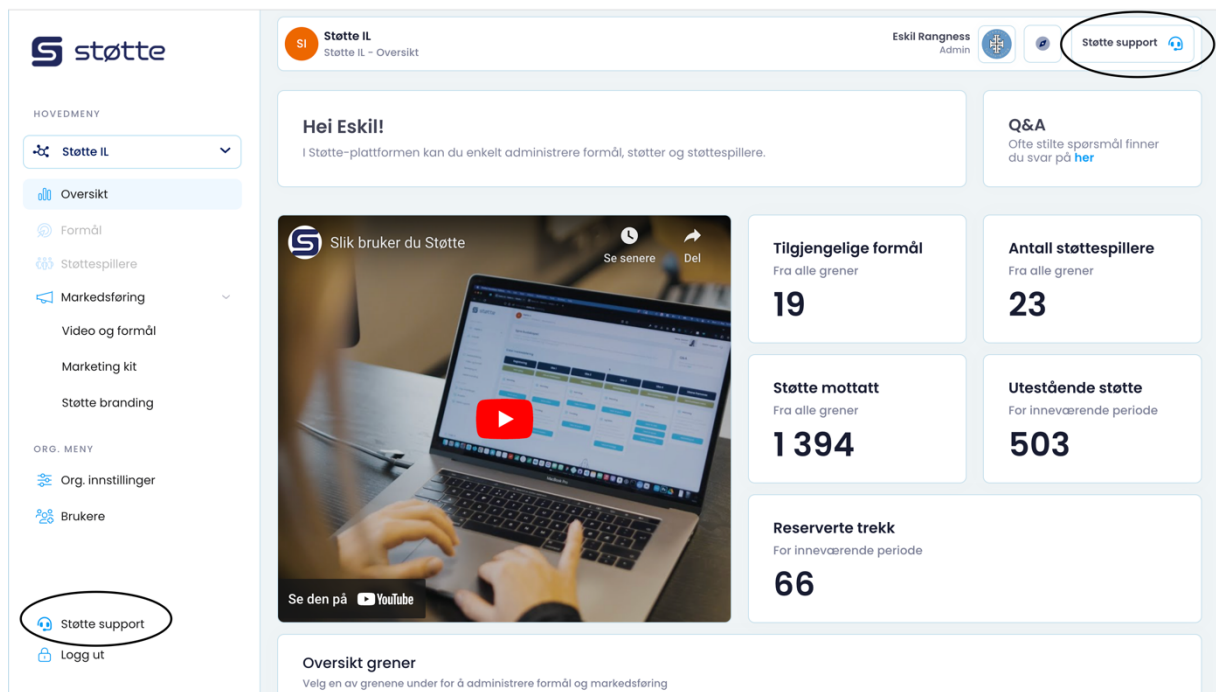 støtte
HOVEDMENY
Støtte IL
Oversikt
Formål
Støttespillere
Markedsføring
Video og formål
Marketing kit
Støtte branding
ORG. MENY
Org. innstillinger
Brukere
Støtte support
Logg ut
SI
Støtte IL
Støtte IL - Oversikt
Eskil Rangness
Admin
Støtte support
Hei Eskil!
I Støtte-plattformen kan du enkelt administrere formål, støtter og støttespillere.
Q&A
Ofte stilte spørsmål finner
du svar på her
Slik bruker du Støtte
Se senere
Del
Se den på YouTube
Tilgjengelige formål
Fra alle grener
19
Antall støttespillere
Fra alle grener
23
Støtte mottatt
Fra alle grener
1 394
Utestående støtte
For inneværende periode
503
Reserverte trekk
For inneværende periode
66
Oversikt grener
Velg en av grenene under for å administrere formål og markedsføring